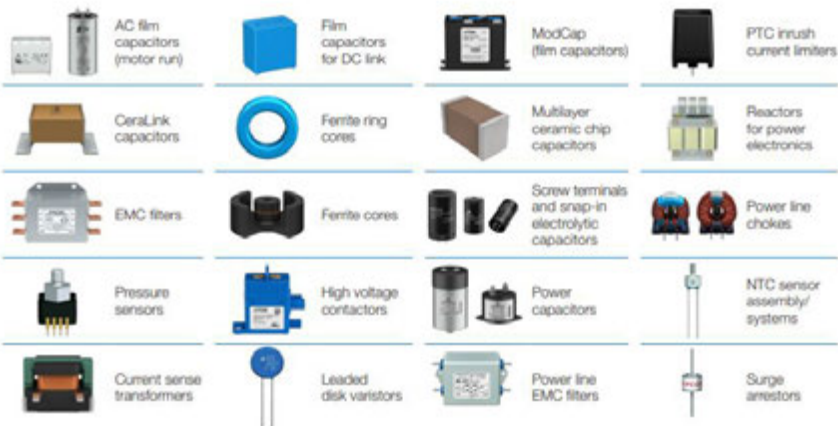 AC film
capacitors
(motor run)
Film
capacitors
for DC link
ModCap
(film capacitors)
PTC inrush
current limiters
CeraLink
capacitors
Ferrite ring
cores
Multilayer
ceramic chip
capacitors
Reactors
for power
electronics
EMC filters
Ferrite cores
Screw terminals
and snap-in
electrolytic
capacitors
Power line
chokes
Pressure
sensors
High voltage
contactors
Power
capacitors
NTC sensor
assembly/
systems
Current sense
transformers
Leaded
disk varistors
Power line
EMC filters
Surge
arrestors